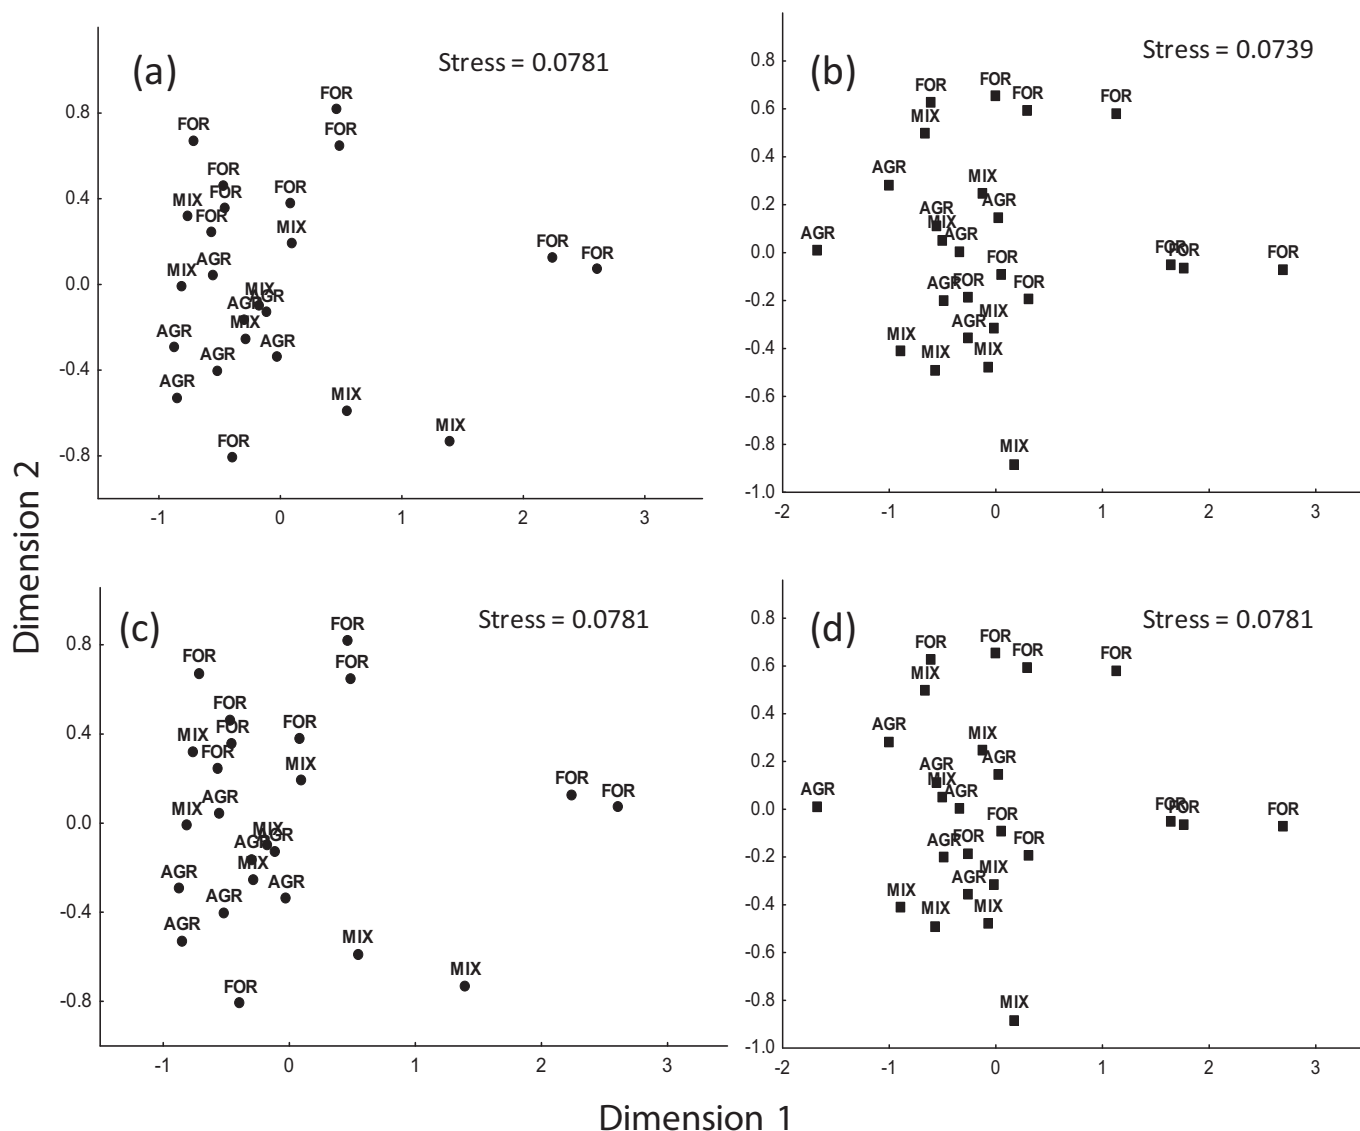 (a)
Stress = 0.0781
FOR
FOR
FOR
FOR
FOR
FOR
MIX
FOR
MIX
FOR
FOR
AGR
MIX
MIX
AGR
AGR
MIX
AGR
AGR
AGR
AGR
MIX
MIX
FOR
0.8
0.4
0.0
-0.4
-0.8
-1
0
1
2
3
(b)
Stress = 0.0739
FOR
FOR
FOR
FOR
MIX
AGR
MIX
AGR
AGR
MIX
AGR
AGR
FOR
FOR
FOR
FOR
AGR
FOR
FOR
MIX
AGR
MIX
MIX
MIX
MIX
0.8
0.6
0.4
0.2
0.0
-0.2
-0.4
-0.6
-0.8
-1.0
-2
-1
0
1
2
3
Dimension 2
(c)
Stress = 0.0781
FOR
FOR
FOR
FOR
FOR
FOR
MIX
FOR
MIX
FOR
FOR
AGR
MIX
MIX
AGR
AGR
MIX
AGR
AGR
AGR
AGR
MIX
MIX
FOR
0.8
0.4
0.0
-0.4
-0.8
-1
0
1
2
3
(d)
Stress = 0.0781
FOR
FOR
FOR
FOR
MIX
AGR
MIX
AGR
AGR
MIX
AGR
AGR
FOR
FOR
FOR
FOR
AGR
FOR
FOR
MIX
AGR
MIX
MIX
MIX
MIX
0.8
0.6
0.4
0.2
0.0
-0.2
-0.4
-0.6
-0.8
-1.0
-2
-1
0
1
2
3
Dimension 1